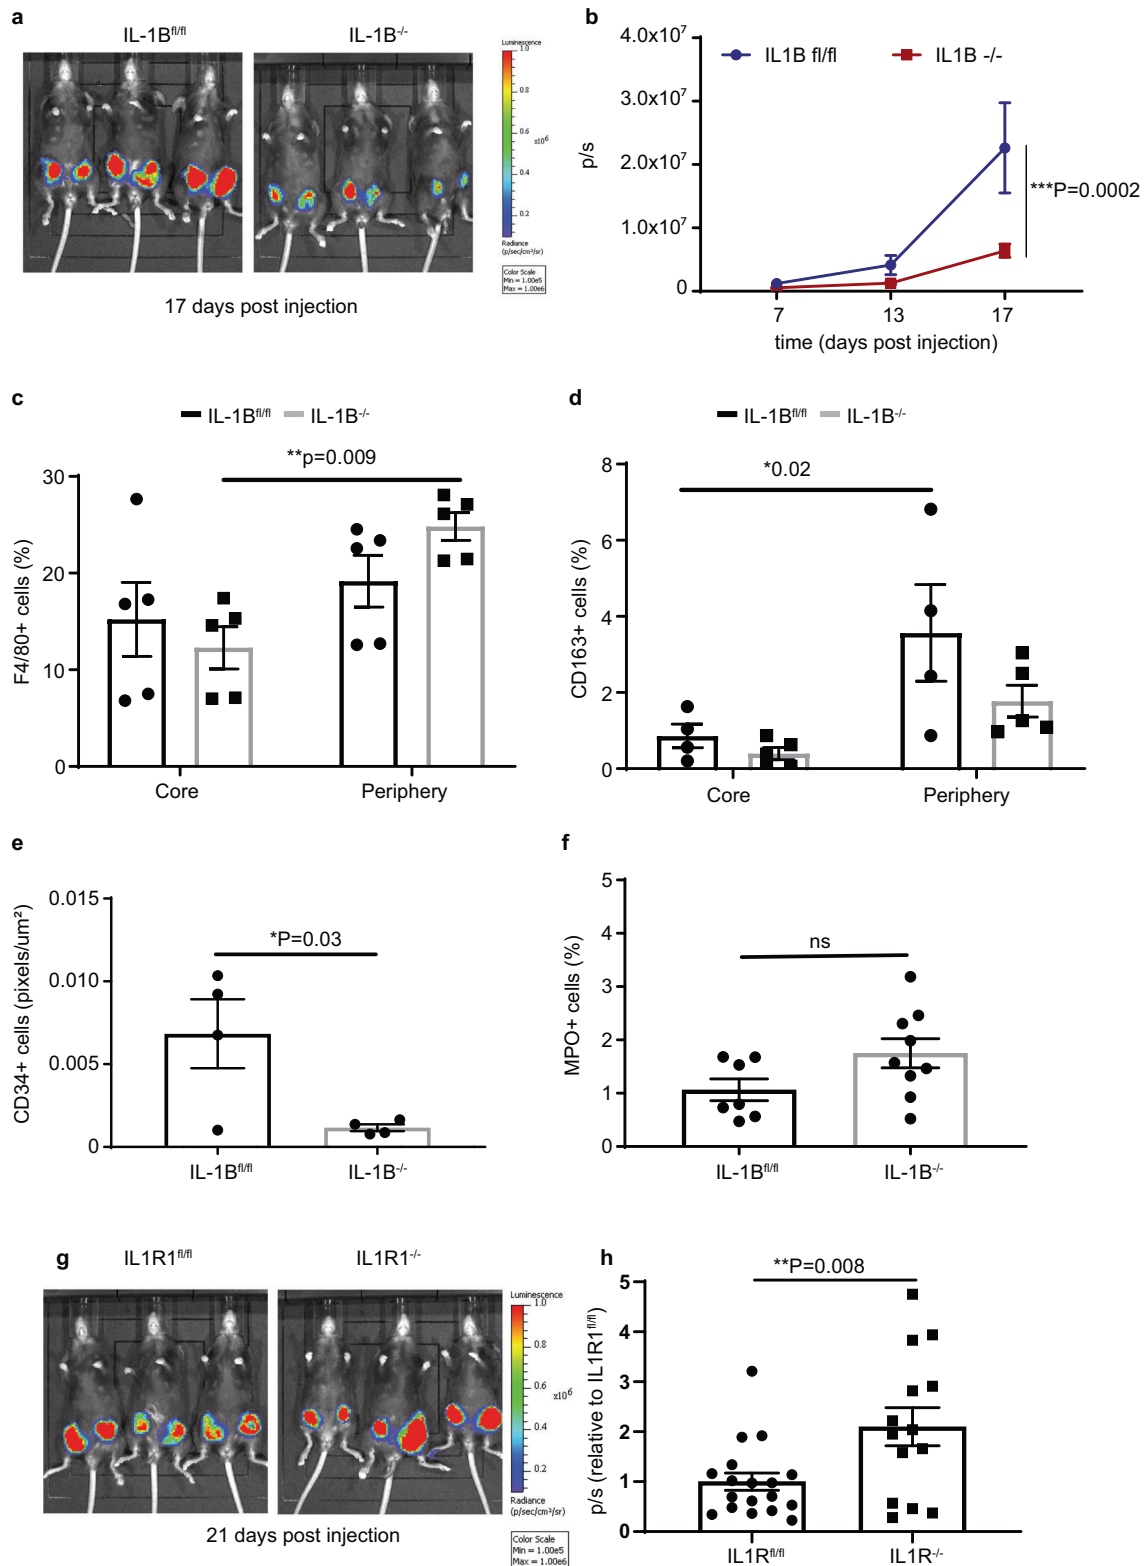 a
IL-1B^fl/fl
IL-1B^-/-
Luminescence
1.0
0.8
0.6
x10^6
0.4
0.2
Radiance
(p/sec/cm²/sr)
Color Scale
Min = 1.00e5
Max = 1.00e6
17 days post injection
b
IL1B fl/fl
IL1B -/-
4.0x10^7
3.0x10^7
2.0x10^7
1.0x10^7
0
p/s
***P=0.0002
7
13
17
time (days post injection)
c
IL-1B^fl/fl
IL-1B^-/-
**p=0.009
30
20
10
0
F4/80+ cells (%)
Core
Periphery
d
IL-1B^fl/fl
IL-1B^-/-
*0.02
8
6
4
2
0
CD163+ cells (%)
Core
Periphery
e
0.015
0.010
0.005
0
CD34+ cells (pixels/um²)
*P=0.03
IL-1B^fl/fl
IL-1B^-/-
f
5
4
3
2
1
0
MPO+ cells (%)
ns
IL-1B^fl/fl
IL-1B^-/-
g
IL1R1^fl/fl
IL1R1^-/-
Luminescence
1.0
0.8
0.6
x10^6
0.4
0.2
Radiance
(p/sec/cm²/sr)
Color Scale
Min = 1.00e5
Max = 1.00e6
21 days post injection
h
**P=0.008
5
4
3
2
1
0
p/s (relative to IL1R1^fl/fl)
IL1R^fl/fl
IL1R^-/-